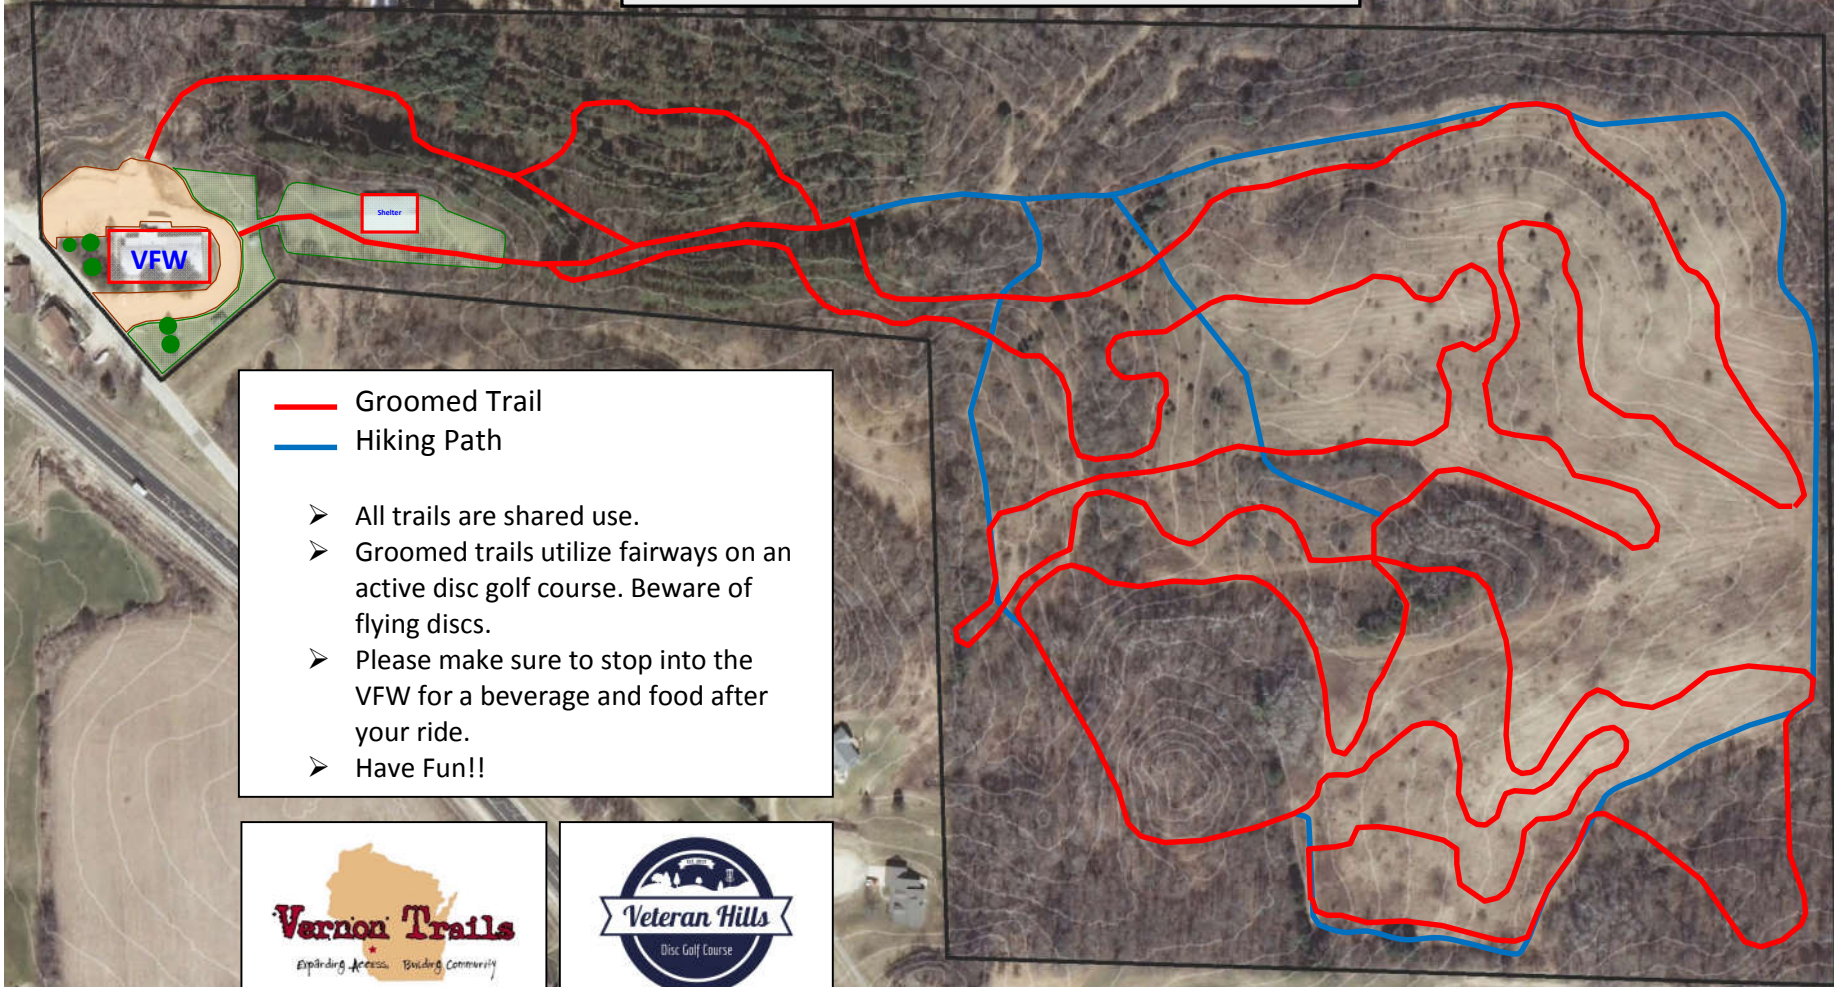 Shelter
VFW
Groomed Trail
Hiking Path
➢ All trails are shared use.
➢ Groomed trails utilize fairways on an
active disc golf course. Beware of
flying discs.
➢ Please make sure to stop into the
VFW for a beverage and food after
your ride.
➢ Have Fun!!
Vernon Trails
Expanding Access, Building Community
Veteran Hills
Disc Golf Course